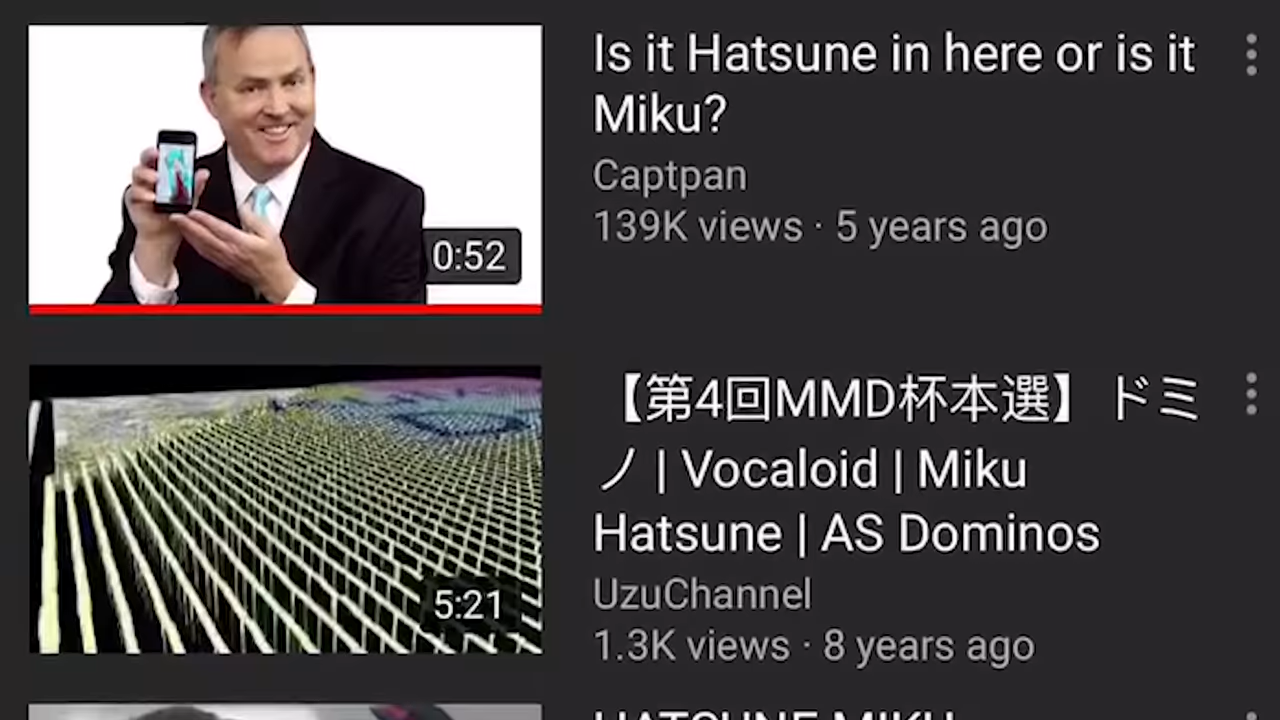 Is it Hatsune in here or is it
Miku?
Captpan
139K views · 5 years ago
0:52
【第4回MMD杯本選】ドミ
ノ | Vocaloid | Miku
Hatsune | AS Dominos
UzuChannel
1.3K views · 8 years ago
5:21
HATSUNE MIKU